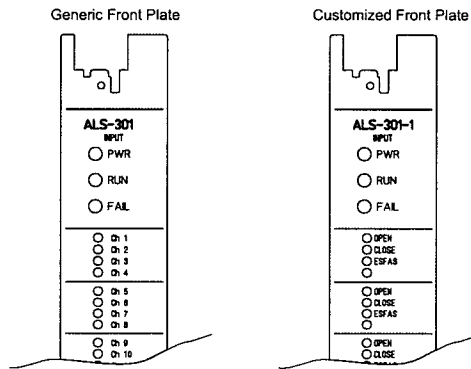 Generic Front Plate
ALS-301
INPUT
PWR
RUN
FAIL
Ch 1
Ch 2
Ch 3
Ch 4
Ch 5
Ch 6
Ch 7
Ch 8
Ch 9
Ch 10
Customized Front Plate
ALS-301-1
INPUT
PWR
RUN
FAIL
OPEN
CLOSE
ESFAS
OPEN
CLOSE
ESFAS
OPEN
CLOSE